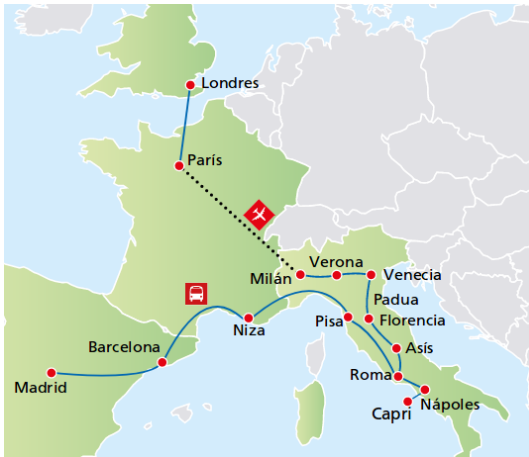 Londres
París
Verona
Milán
Venecia
Padua
Florencia
Pisa
Niza
Asís
Barcelona
Roma
Madrid
Nápoles
Capri